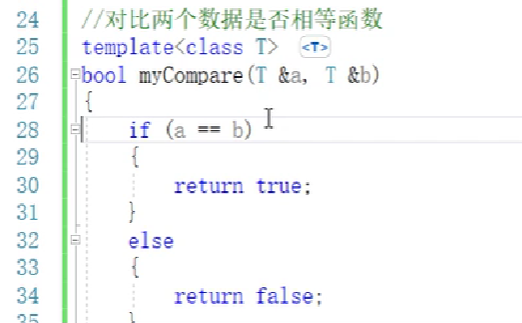 24 //对比两个数据是否相等函数
25 template<class T> <T>
26 bool myCompare(T &a, T &b)
27 {
28 if (a == b)
29 {
30 return true;
31 }
32 else
33 {
34 return false;
35 }